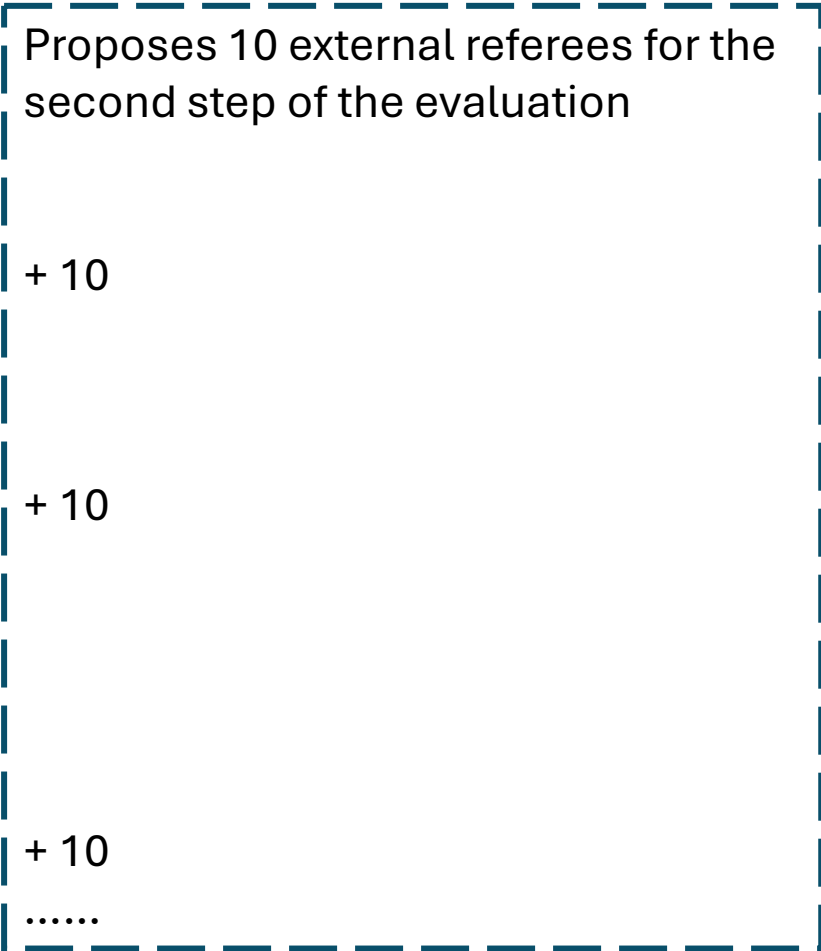 Proposes 10 external referees for the
second step of the evaluation
+ 10
+ 10
+ 10
......